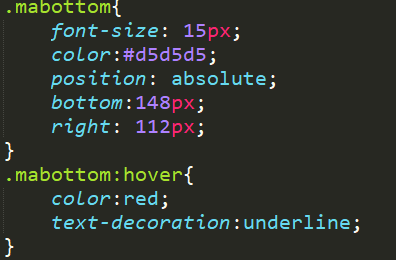 .mabottom{
    font-size: 15px;
    color:#d5d5d5;
    position: absolute;
    bottom:148px;
    right: 112px;
}
.mabottom:hover{
    color:red;
    text-decoration:underline;
}